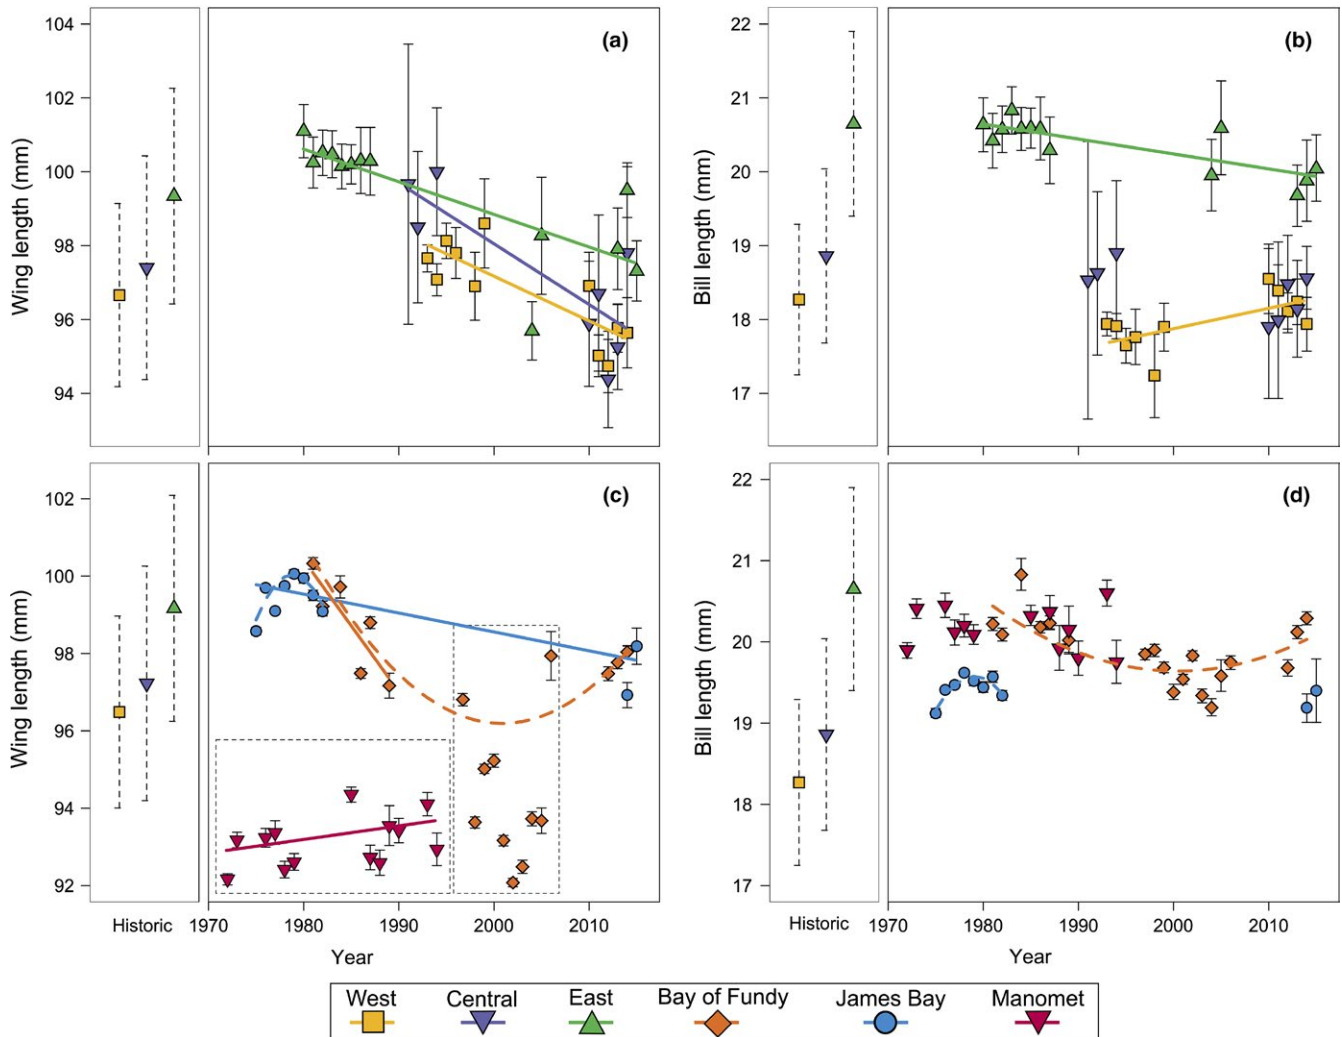 (a)
Wing length (mm)
104
102
100
98
96
94
(b)
Bill length (mm)
22
21
20
19
18
17
(c)
Wing length (mm)
102
100
98
96
94
92
Historic
1970 1980 1990 2000 2010
Year
(d)
Bill length (mm)
22
21
20
19
18
17
Historic
1970 1980 1990 2000 2010
Year
West Central East Bay of Fundy James Bay Manomet